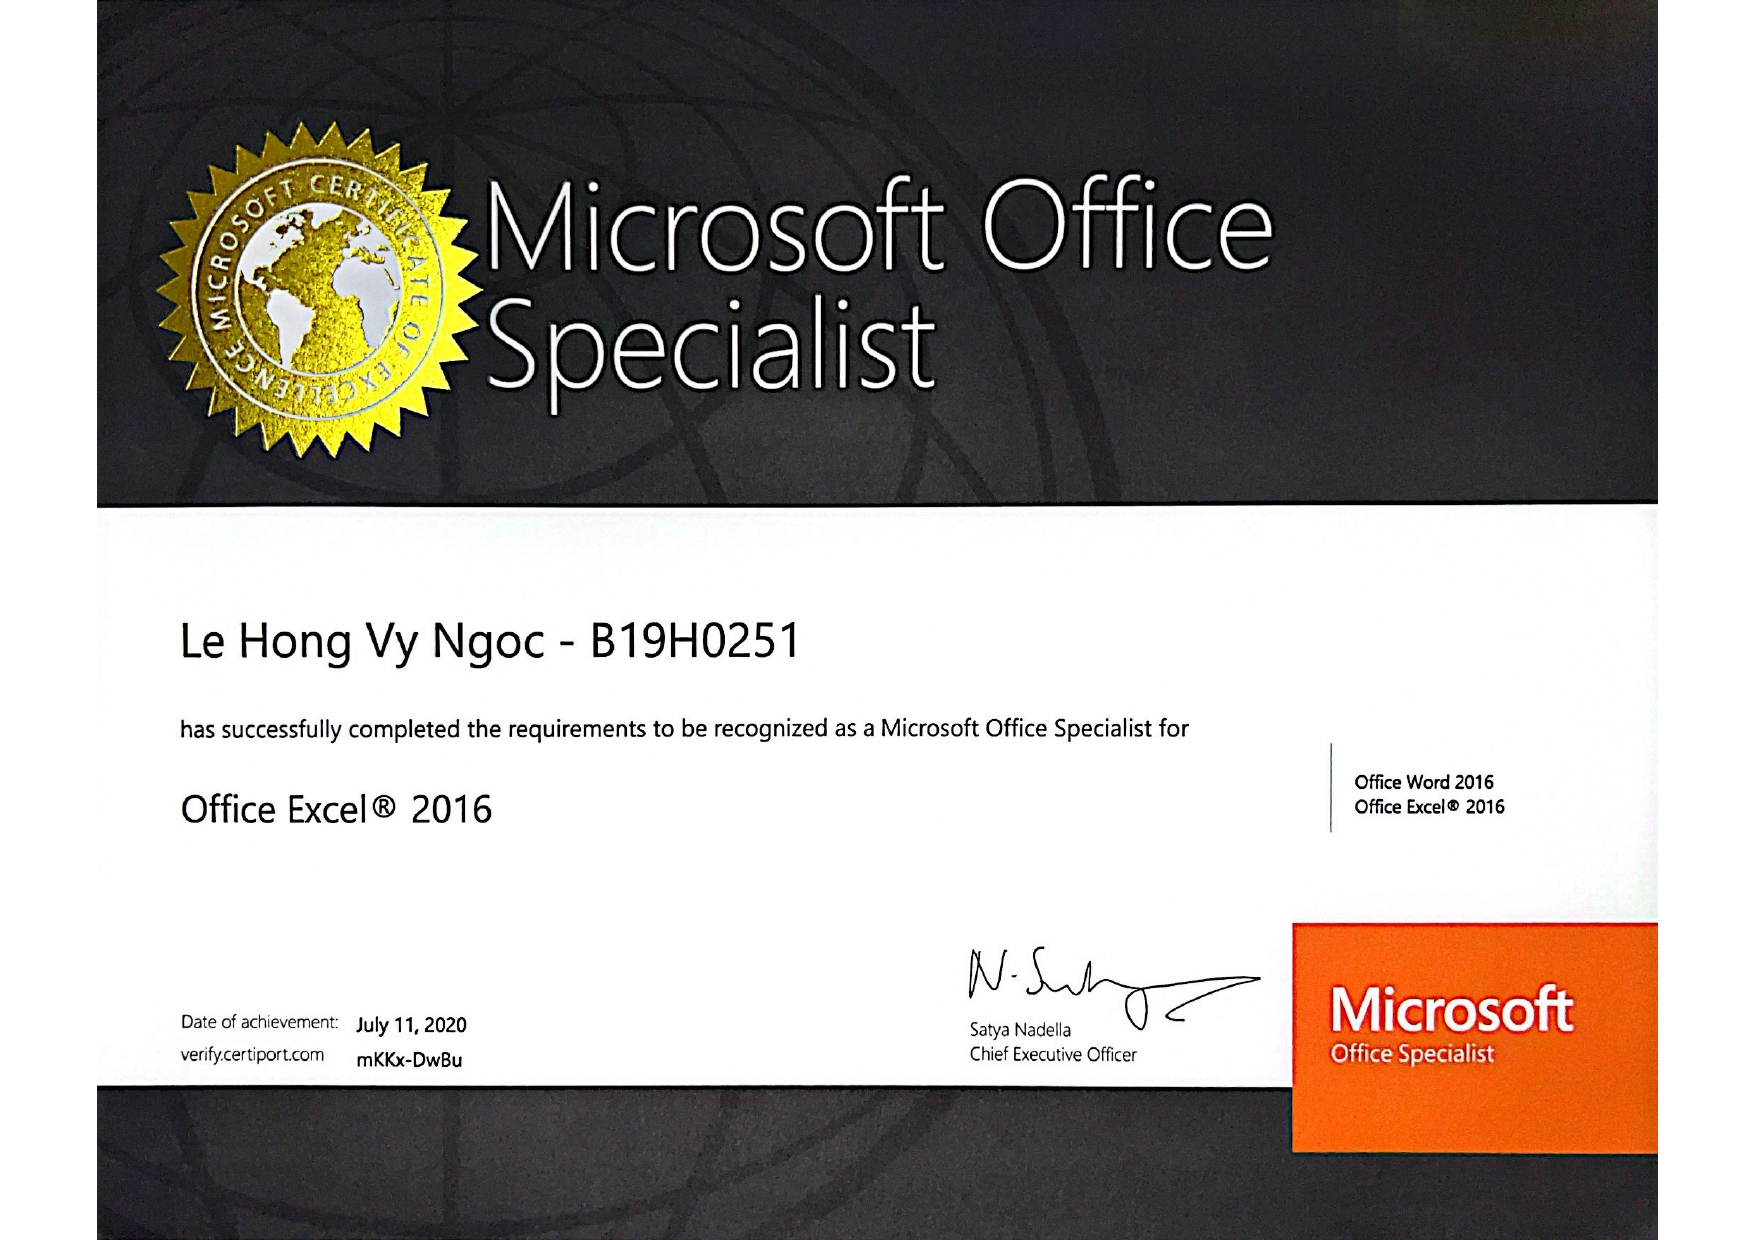 MICROSOFT CERTIFICATE OF EXCELLENCE
Microsoft Office
Specialist
Le Hong Vy Ngoc - B19H0251
has successfully completed the requirements to be recognized as a Microsoft Office Specialist for
Office Excel® 2016
Office Word 2016
Office Excel® 2016
Date of achievement: July 11, 2020
verify.certiport.com mKKx-DwBu
N. Satya
Satya Nadella
Chief Executive Officer
Microsoft
Office Specialist